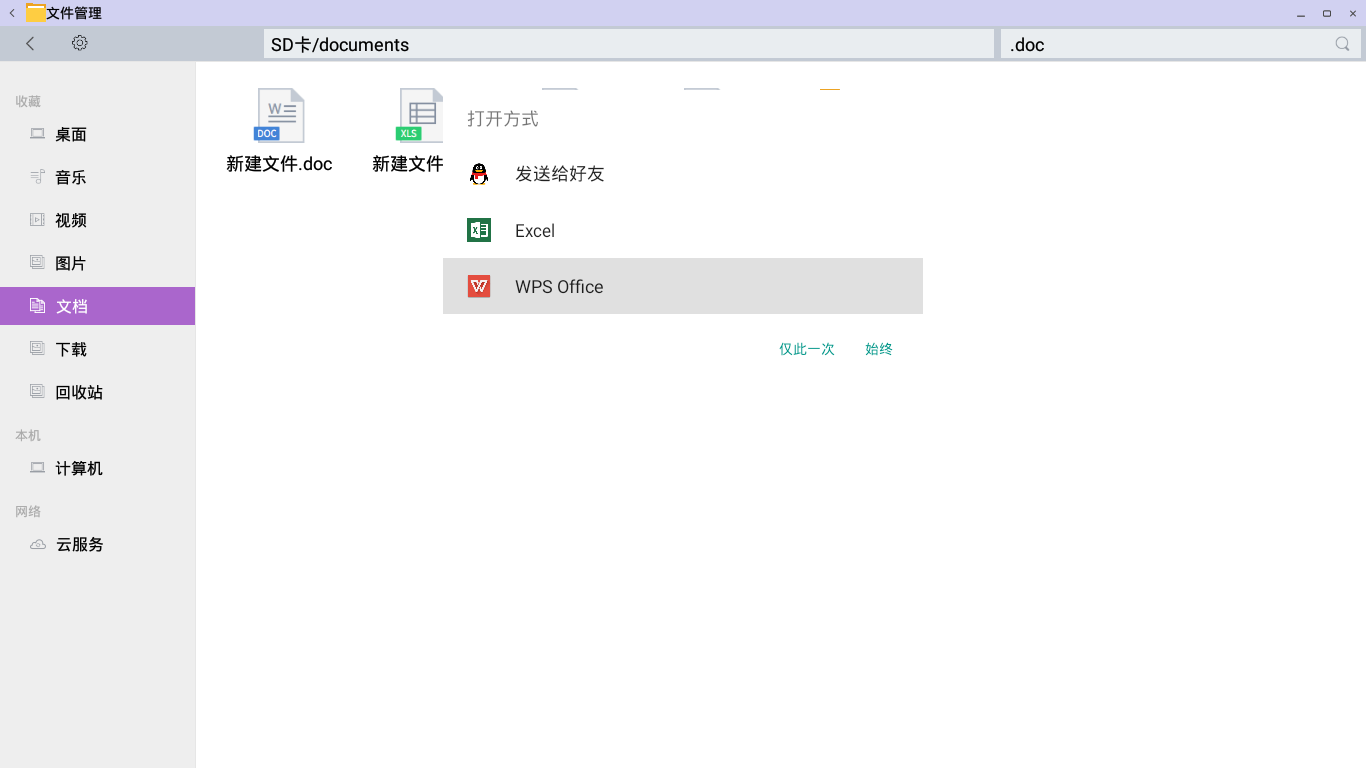 文件管理
SD卡/documents
.doc
收藏
桌面
音乐
视频
图片
文档
下载
回收站
本机
计算机
网络
云服务
W
DOC
新建文件.doc
XLS
新建文件
打开方式
发送给好友
Excel
WPS Office
仅此一次 始终